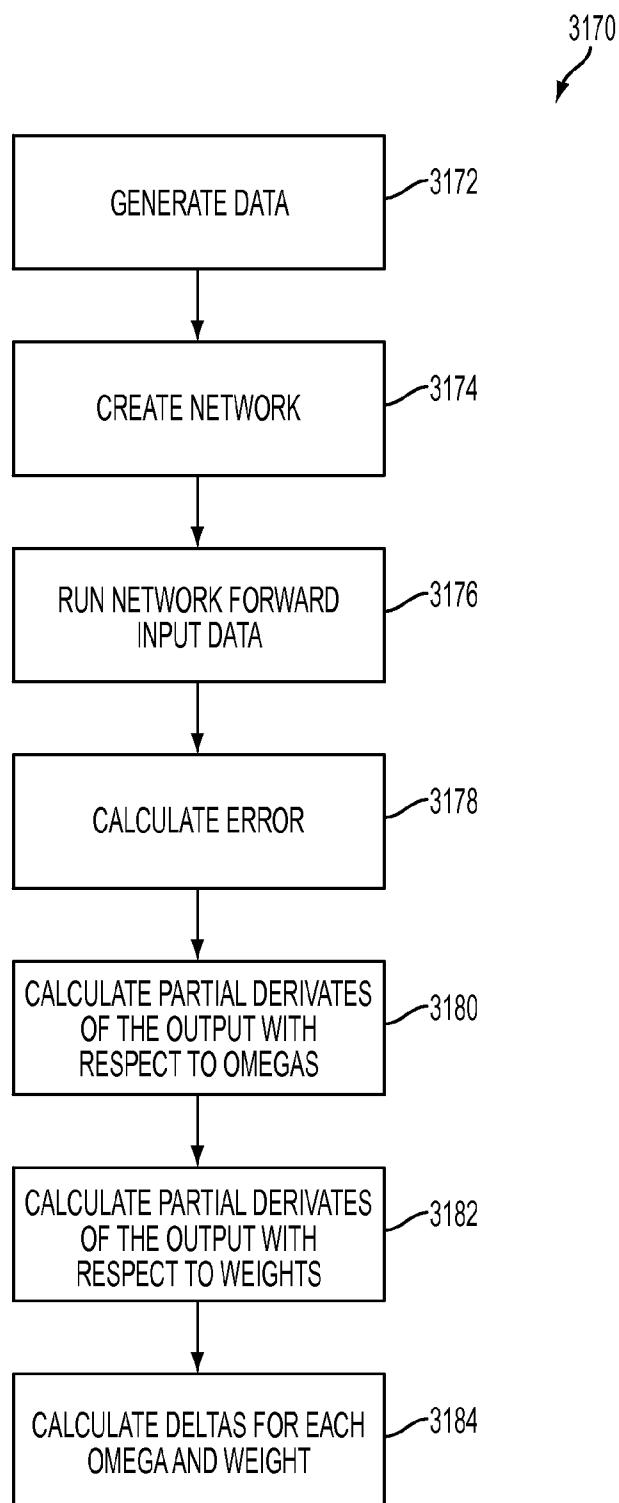 3170
GENERATE DATA
3172
CREATE NETWORK
3174
RUN NETWORK FORWARD
INPUT DATA
3176
CALCULATE ERROR
3178
CALCULATE PARTIAL DERIVATES
OF THE OUTPUT WITH
RESPECT TO OMEGAS
3180
CALCULATE PARTIAL DERIVATES
OF THE OUTPUT WITH
RESPECT TO WEIGHTS
3182
CALCULATE DELTAS FOR EACH
OMEGA AND WEIGHT
3184